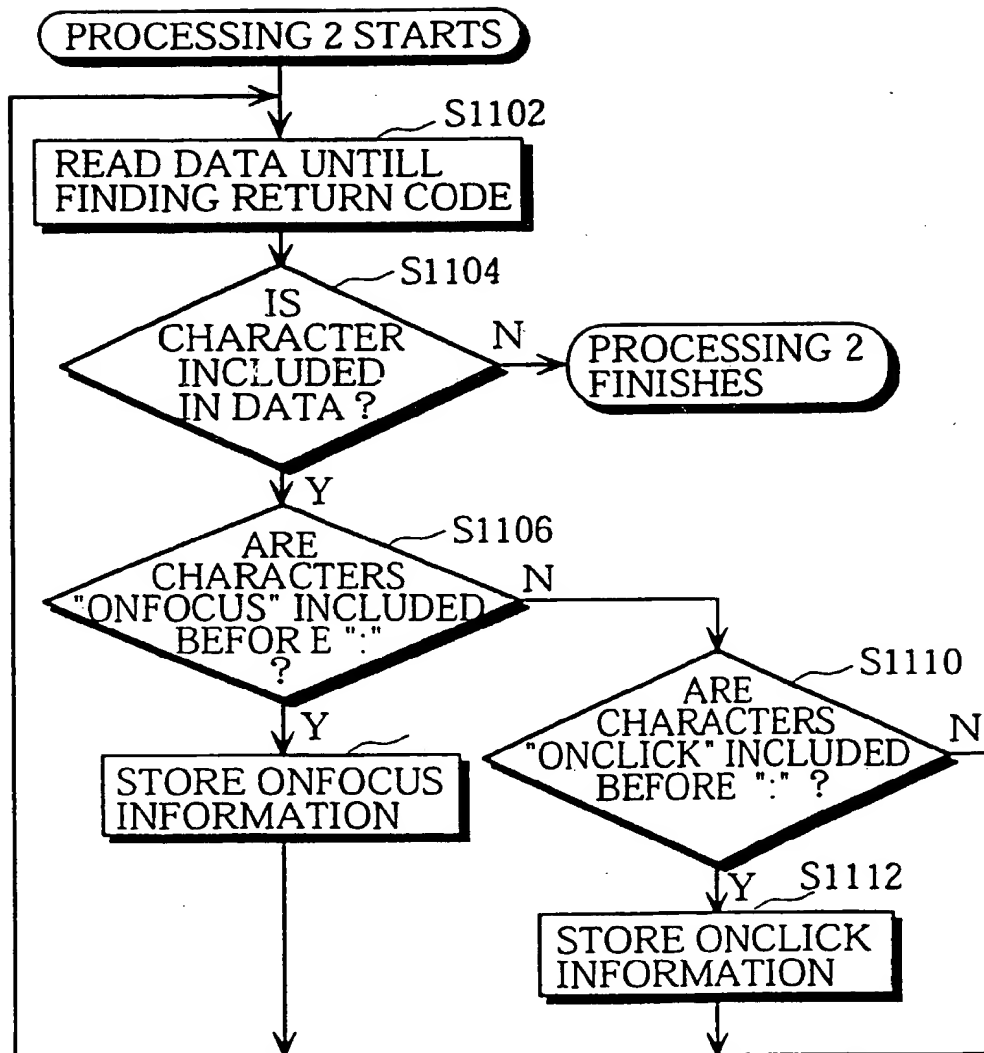 PROCESSING 2 STARTS
S1102
READ DATA UNTILL
FINDING RETURN CODE
S1104
IS
CHARACTER
INCLUDED
IN DATA ?
N
PROCESSING 2
FINISHES
Y
S1106
ARE
CHARACTERS
"ONFOCUS" INCLUDED
BEFOR E ":"
?
N
Y
STORE ONFOCUS
INFORMATION
S1110
ARE
CHARACTERS
"ONCLICK" INCLUDED
BEFORE ":" ?
N
Y
S1112
STORE ONCLICK
INFORMATION